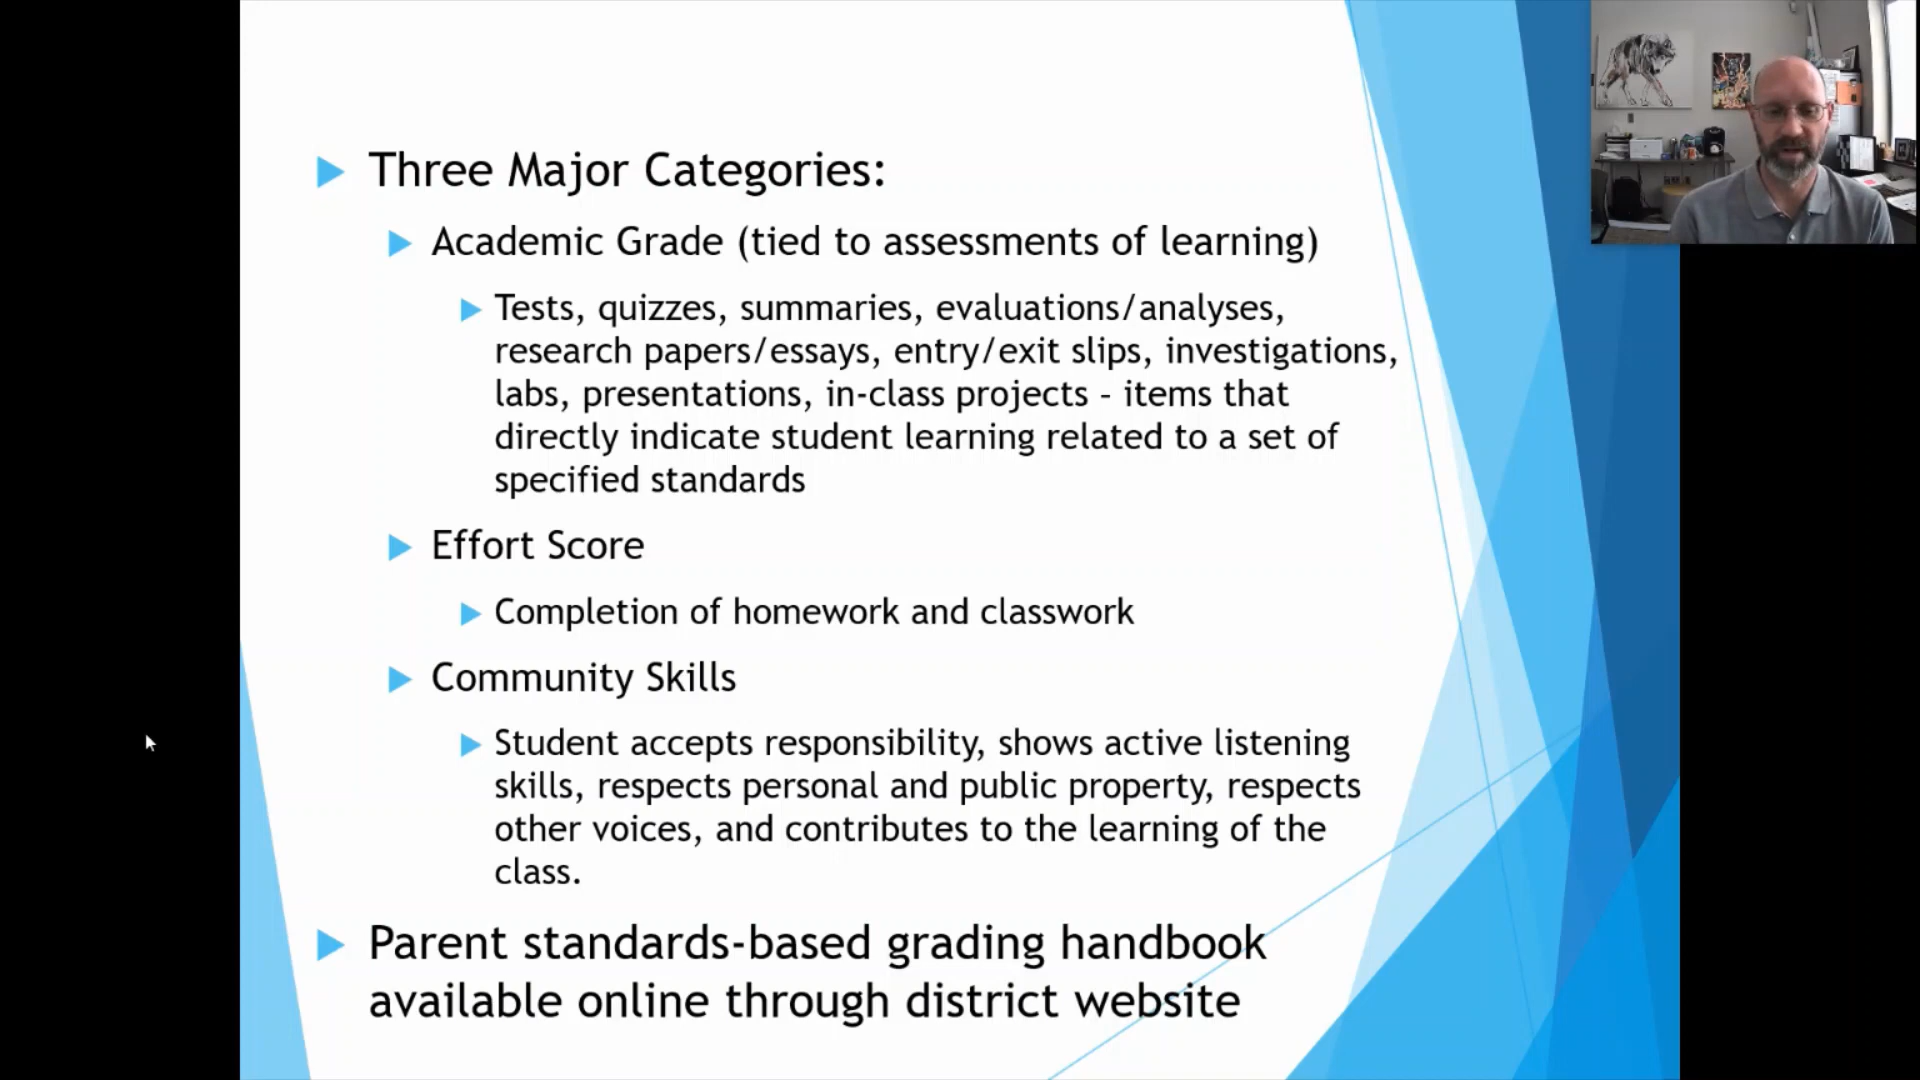 Three Major Categories:
Academic Grade (tied to assessments of learning)
Tests, quizzes, summaries, evaluations/analyses,
research papers/essays, entry/exit slips, investigations,
labs, presentations, in-class projects – items that
directly indicate student learning related to a set of
specified standards
Effort Score
Completion of homework and classwork
Community Skills
Student accepts responsibility, shows active listening
skills, respects personal and public property, respects
other voices, and contributes to the learning of the
class.
Parent standards-based grading handbook
available online through district website